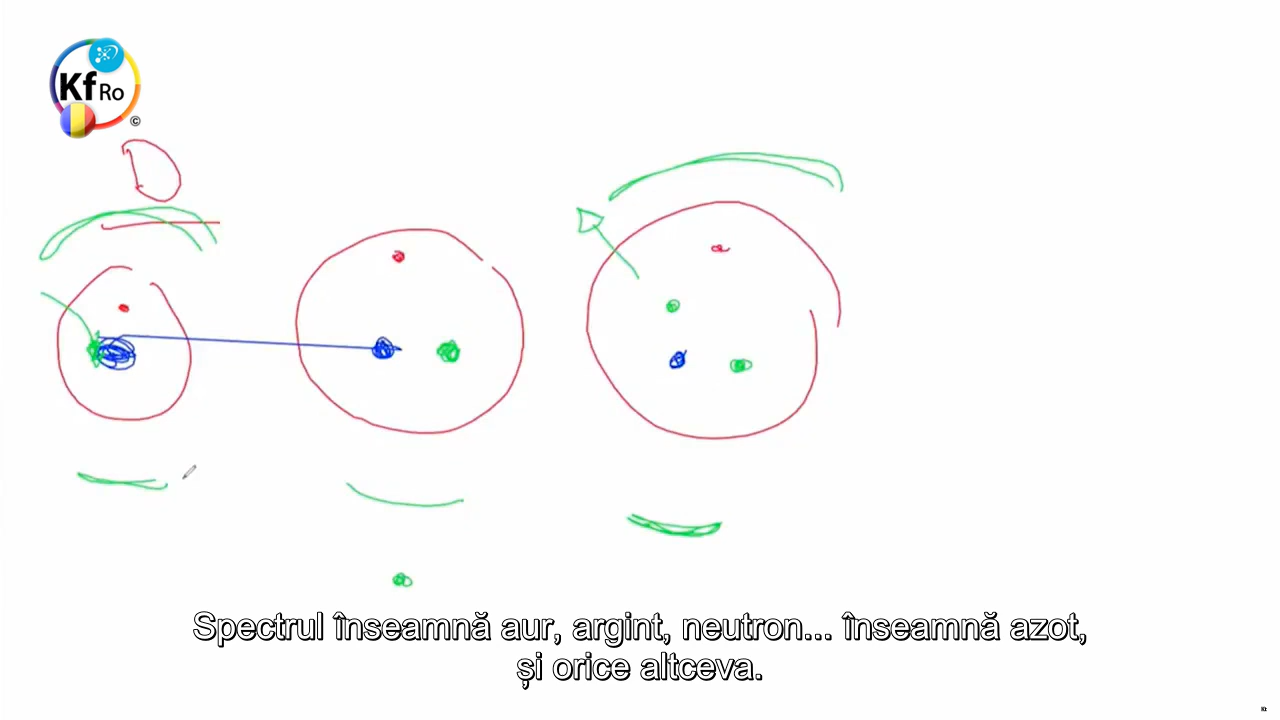 Kf Ro
©
D
Spectrul înseamnă aur, argint, neutron... înseamnă azot,
și orice altceva.